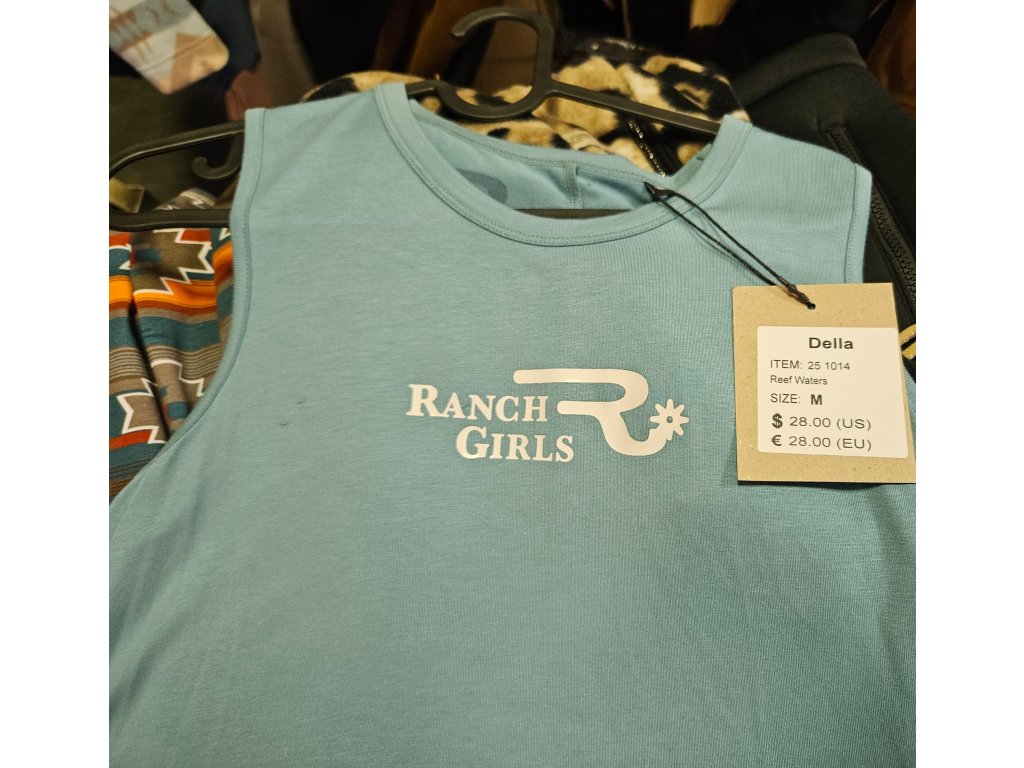 RANCH
GIRLS
Della
ITEM: 25 1014
Reef Waters
SIZE: M
$ 28.00 (US)
€ 28.00 (EU)